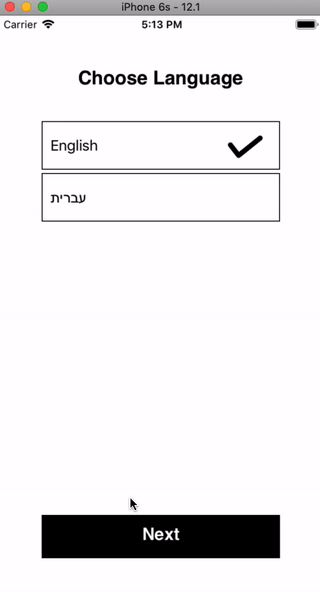 iPhone 6s - 12.1
Carrier 5:13 PM
Choose Language
English
עברית
Next